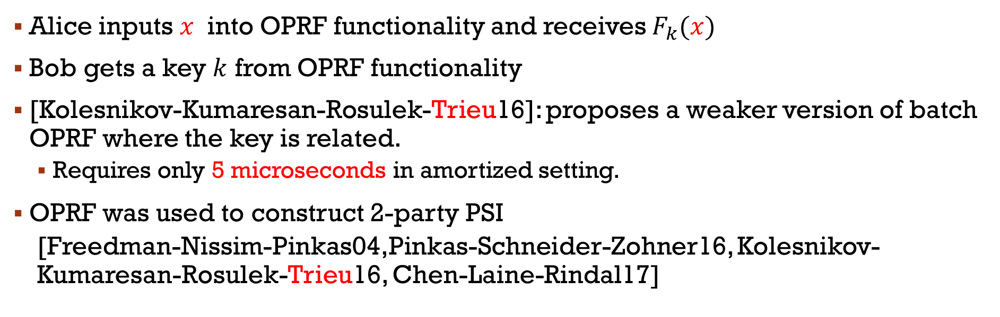 ▪ Alice inputs x into OPRF functionality and receives F_k(x)
▪ Bob gets a key k from OPRF functionality
▪ [Kolesnikov-Kumaresan-Rosulek-Trieu16]: proposes a weaker version of batch
OPRF where the key is related.
▪ Requires only 5 microseconds in amortized setting.
▪ OPRF was used to construct 2-party PSI
[Freedman-Nissim-Pinkas04,Pinkas-Schneider-Zohner16, Kolesnikov-
Kumaresan-Rosulek-Trieu16, Chen-Laine-Rindal17]